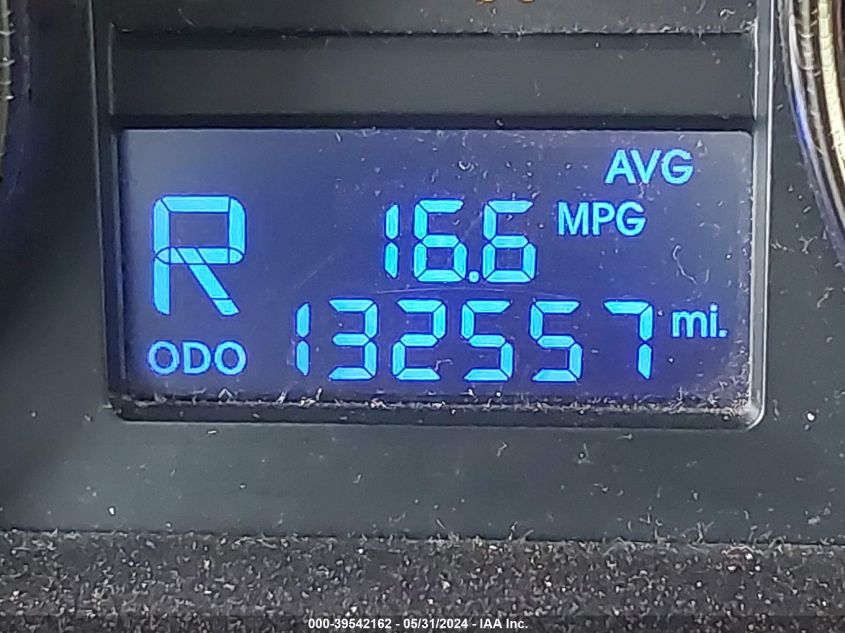 AVG
R 16.6 MPG
ODO 132557 mi.
000-39542162 - 05/31/2024 - IAA Inc.